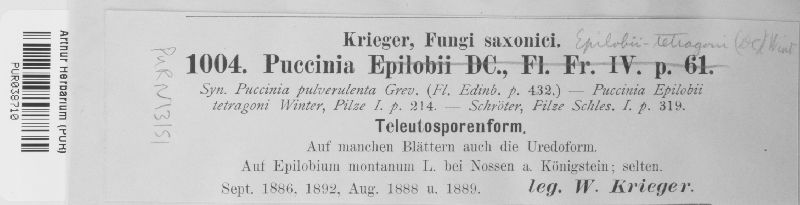 Arthur Herbarium (PUR)
PUR038710
PURN1315
Krieger, Fungi saxonici. Epilobii-tetragoni (DC.) Wint
1004. Puccinia Epilobii DC., Fl. Fr. IV. p. 61.
Syn. Puccinia pulverulenta Grev. (Fl. Edinb. p. 432.) — Puccinia Epilobii
tetragoni Winter, Pilze I. p. 214. — Schröter, Pilze Schles. I. p. 319.
Teleutosporenform.
Auf manchen Blättern auch die Uredoform.
Auf Epilobium montanum L. bei Nossen a. Königstein; selten.
Sept. 1886, 1892, Aug. 1888 u. 1889. leg. W. Krieger.